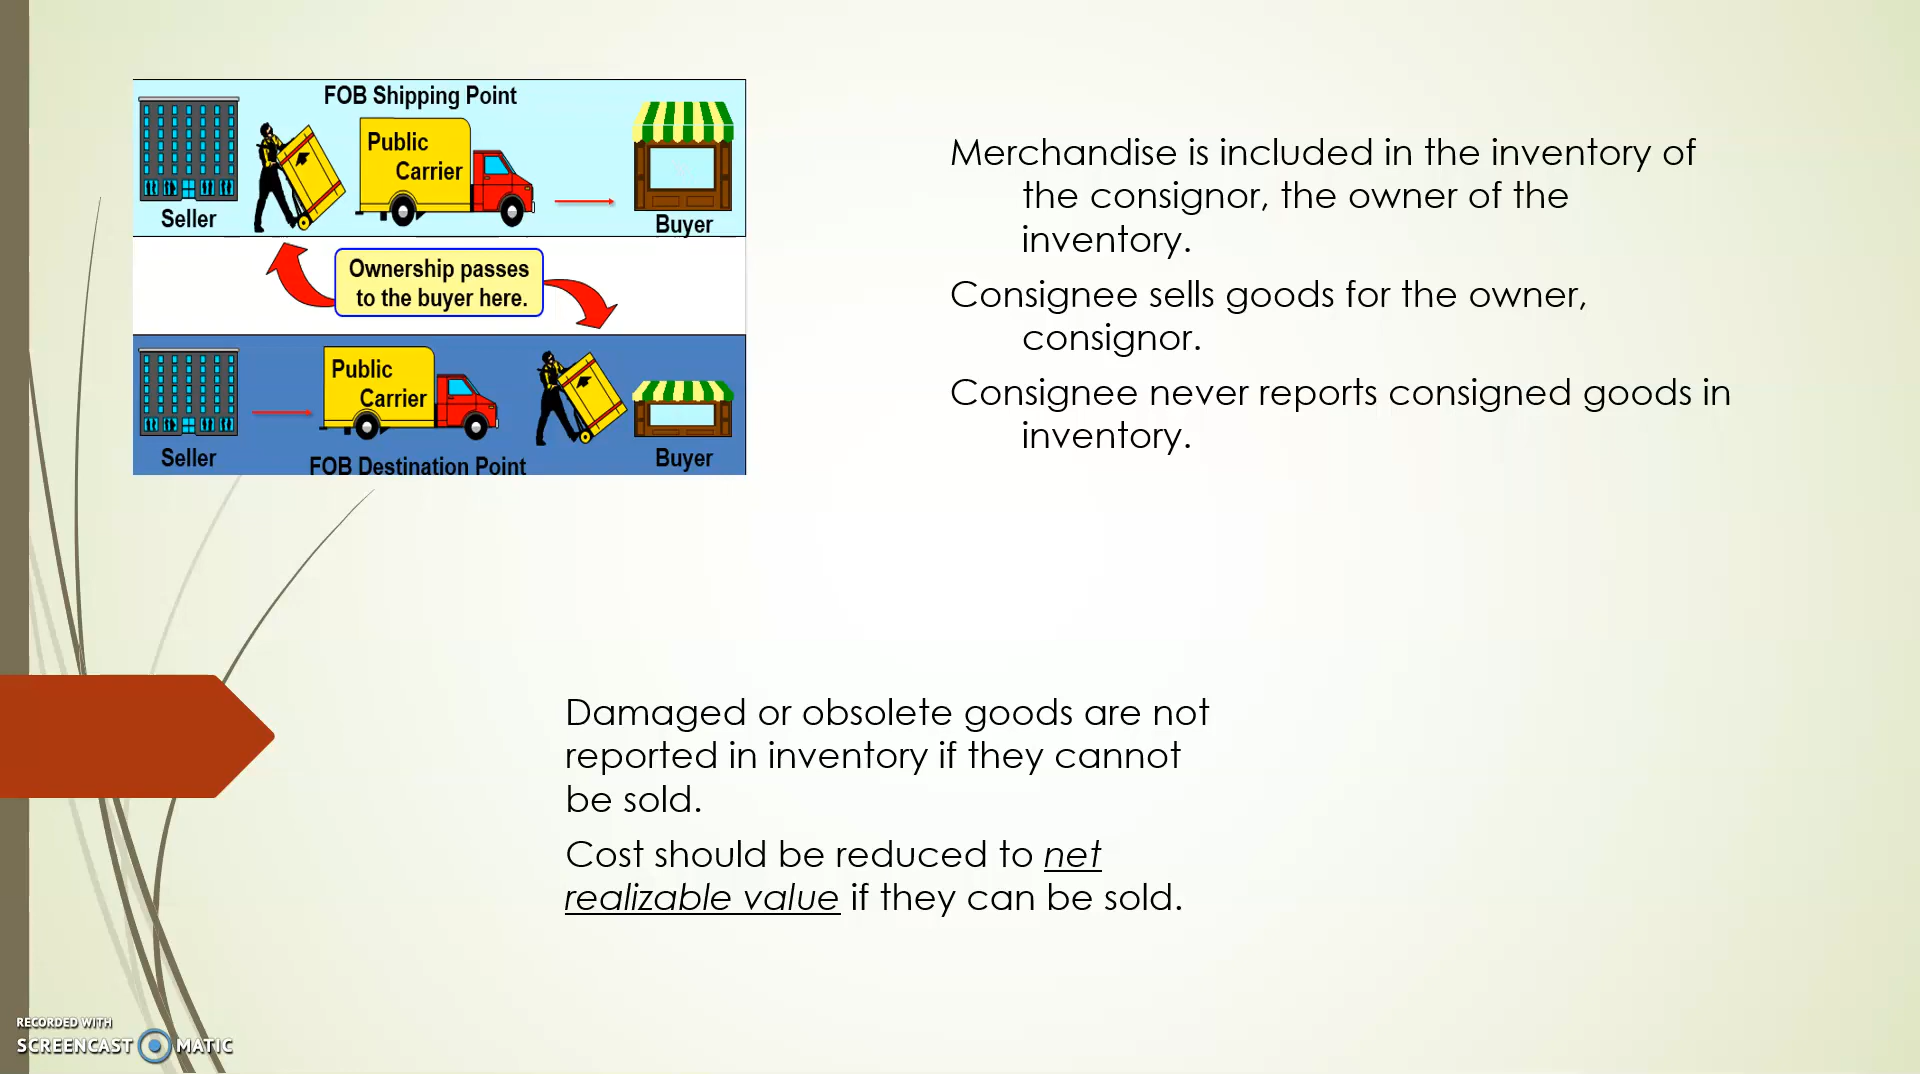 FOB Shipping Point
Public
Carrier
Seller
Buyer
Ownership passes
to the buyer here.
Public
Carrier
Seller
FOB Destination Point
Buyer
Merchandise is included in the inventory of
the consignor, the owner of the
inventory.
Consignee sells goods for the owner,
consignor.
Consignee never reports consigned goods in
inventory.
Damaged or obsolete goods are not
reported in inventory if they cannot
be sold.
Cost should be reduced to net
realizable value if they can be sold.
RECORDED WITH
SCREENCAST MATIC